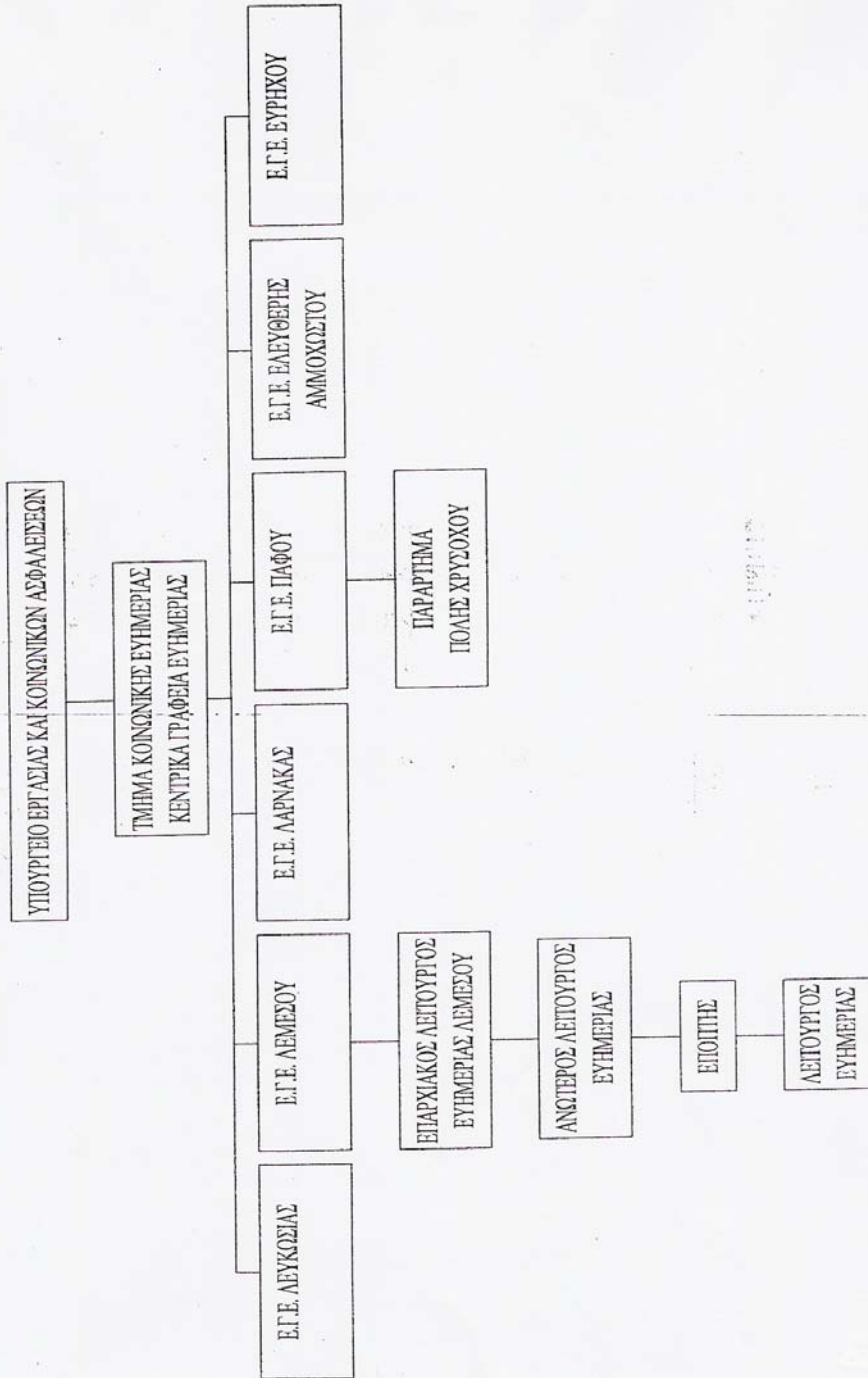 ΥΠΟΥΡΓΕΙΟ ΕΡΓΑΣΙΑΣ ΚΑΙ ΚΟΙΝΩΝΙΚΩΝ ΑΣΦΑΛΕΙΣΕΩΝ
ΤΜΗΜΑ ΚΟΙΝΩΝΙΚΗΣ ΕΥΗΜΕΡΙΑΣ
ΚΕΝΤΡΙΚΑ ΓΡΑΦΕΙΑ ΕΥΗΜΕΡΙΑΣ
Ε.Γ.Ε. ΛΕΥΚΩΣΙΑΣ
Ε.Γ.Ε. ΛΕΜΕΣΟΥ
Ε.Γ.Ε. ΛΑΡΝΑΚΑΣ
Ε.Γ.Ε. ΠΑΦΟΥ
Ε.Γ.Ε. ΕΛΕΥΘΕΡΗΣ
ΑΜΜΟΧΩΣΤΟΥ
Ε.Γ.Ε. ΕΥΡΗΧΟΥ
ΕΠΑΡΧΙΑΚΟΣ ΛΕΙΤΟΥΡΓΟΣ
ΕΥΗΜΕΡΙΑΣ ΛΕΜΕΣΟΥ
ΠΑΡΑΡΤΗΜΑ
ΠΟΛΗΣ ΧΡΥΣΟΧΟΥ
ΑΝΩΤΕΡΟΣ ΛΕΙΤΟΥΡΓΟΣ
ΕΥΗΜΕΡΙΑΣ
ΕΠΟΠΤΗΣ
ΛΕΙΤΟΥΡΓΟΣ
ΕΥΗΜΕΡΙΑΣ